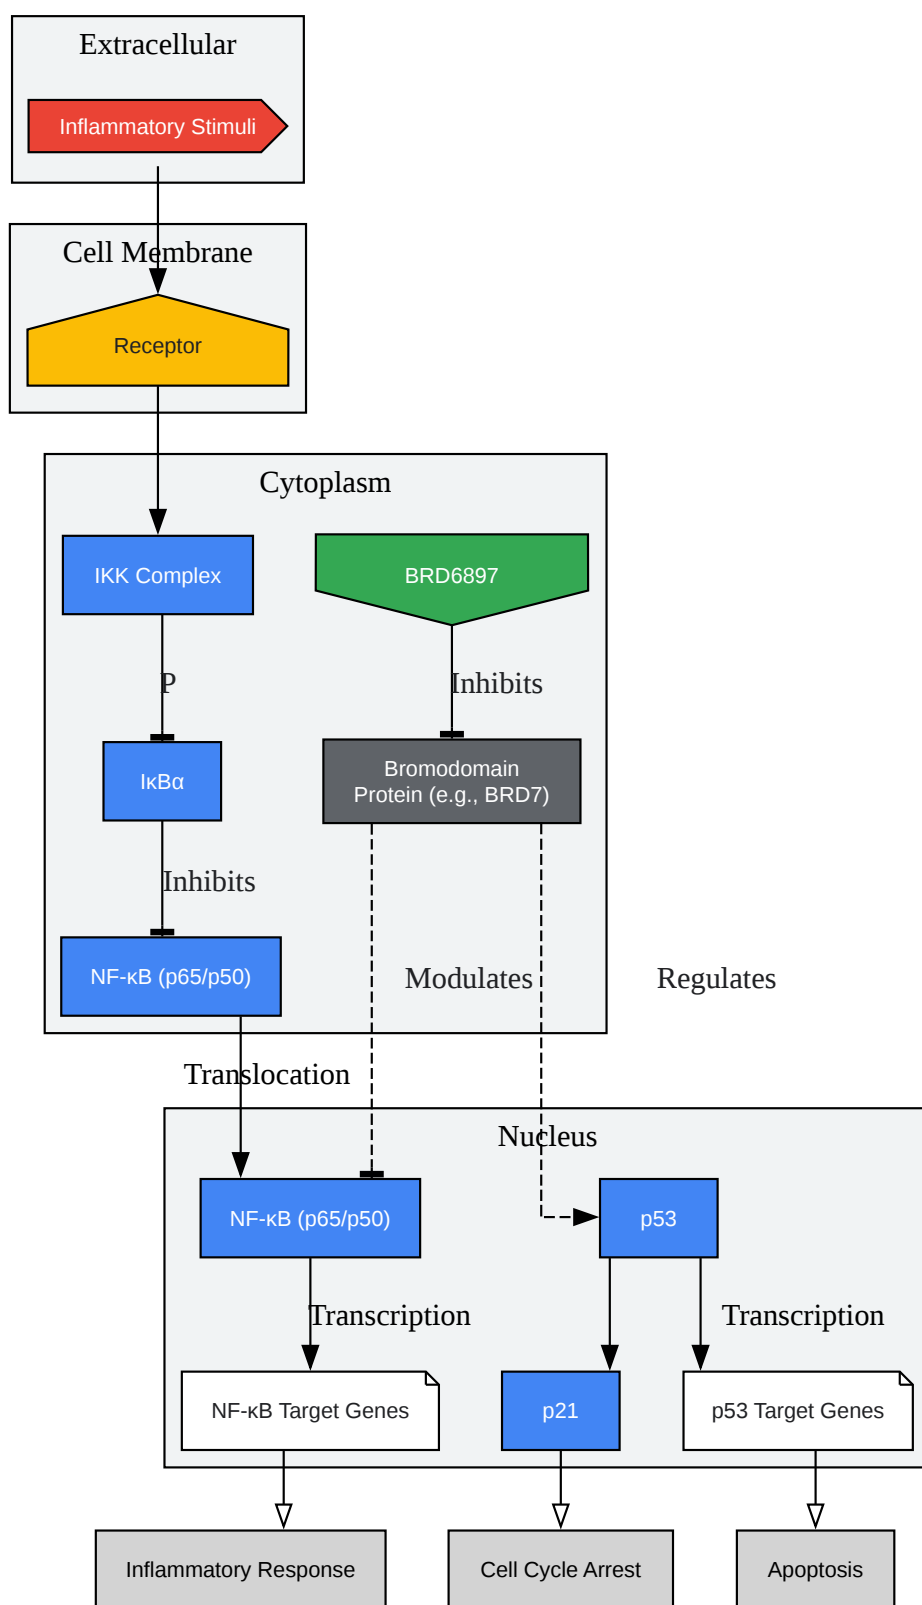 Extracellular
Inflammatory Stimuli
Cell Membrane
Receptor
Cytoplasm
IKK Complex
BRD6897
P
Inhibits
IκBα
Bromodomain
Protein (e.g., BRD7)
Inhibits
NF-κB (p65/p50)
Modulates
Regulates
Translocation
Nucleus
NF-κB (p65/p50)
p53
Transcription
Transcription
NF-κB Target Genes
p21
p53 Target Genes
Inflammatory Response
Cell Cycle Arrest
Apoptosis